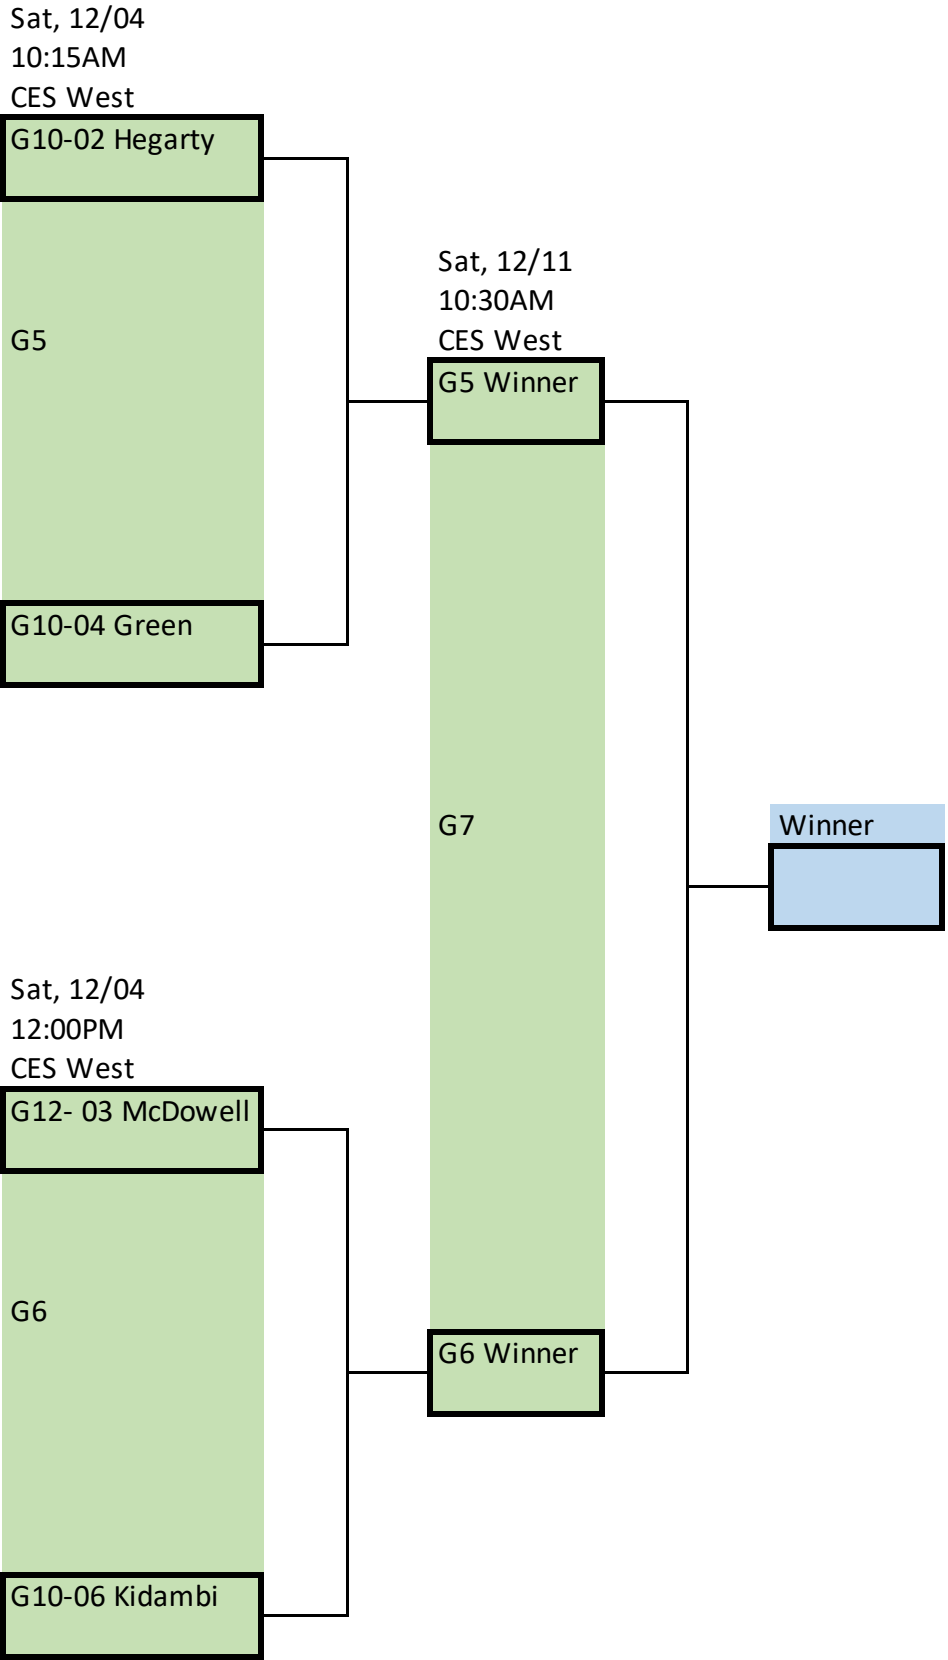 Sat, 12/04
10:15AM
CES West
G10-02 Hegarty
G5
G10-04 Green
Sat, 12/11
10:30AM
CES West
G5 Winner
G7
G6 Winner
Winner
Sat, 12/04
12:00PM
CES West
G12- 03 McDowell
G6
G10-06 Kidambi